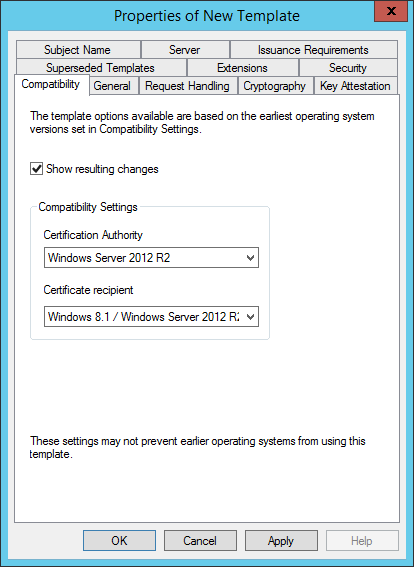 Properties of New Template
x
Subject Name Server Issuance Requirements
Superseded Templates Extensions Security
Compatibility General Request Handling Cryptography Key Attestation
The template options available are based on the earliest operating system
versions set in Compatibility Settings.
Show resulting changes
Compatibility Settings
Certification Authority
Windows Server 2012 R2
Certificate recipient
Windows 8.1 / Windows Server 2012 R2
These settings may not prevent earlier operating systems from using this
template.
OK Cancel Apply Help